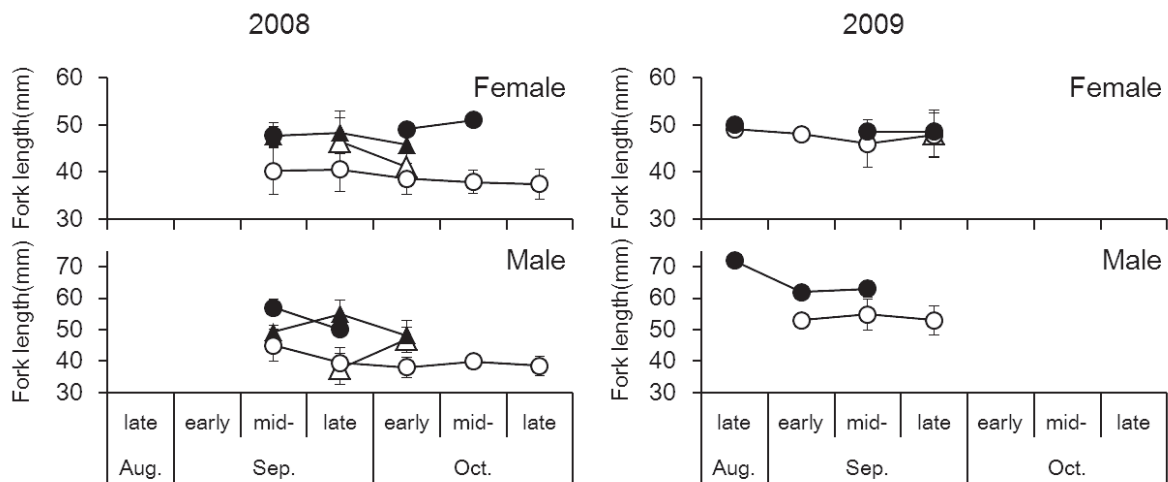 2008 2009
Fork length(mm) 60 50 40 30 Female
Fork length(mm) 60 50 40 30 Female
Fork length(mm) 70 60 50 40 30 Male
Fork length(mm) 70 60 50 40 30 Male
late early mid- late early mid- late late early mid- late early mid- late
Aug. Sep. Oct. Aug. Sep. Oct.